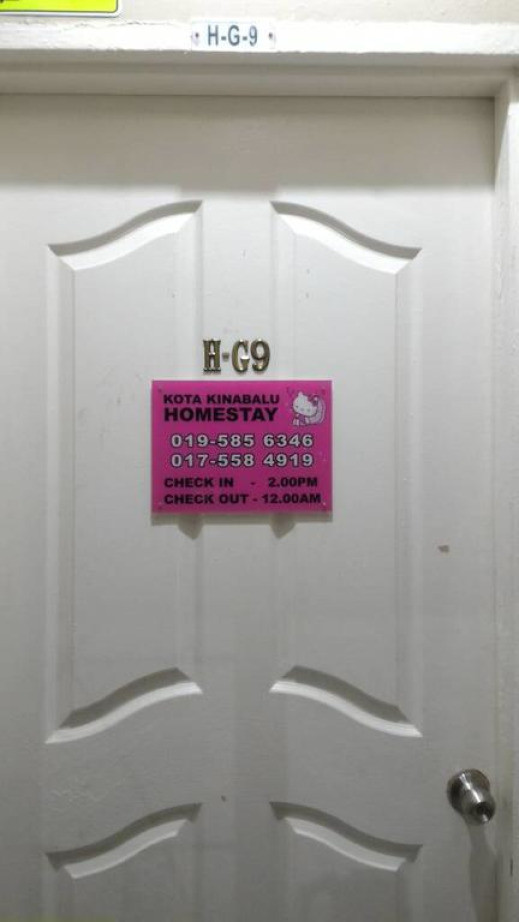 H-G-9
H-G9
KOTA KINABALU
HOMESTAY
019-585 6346
017-558 4919
CHECK IN - 2.00PM
CHECK OUT - 12.00AM